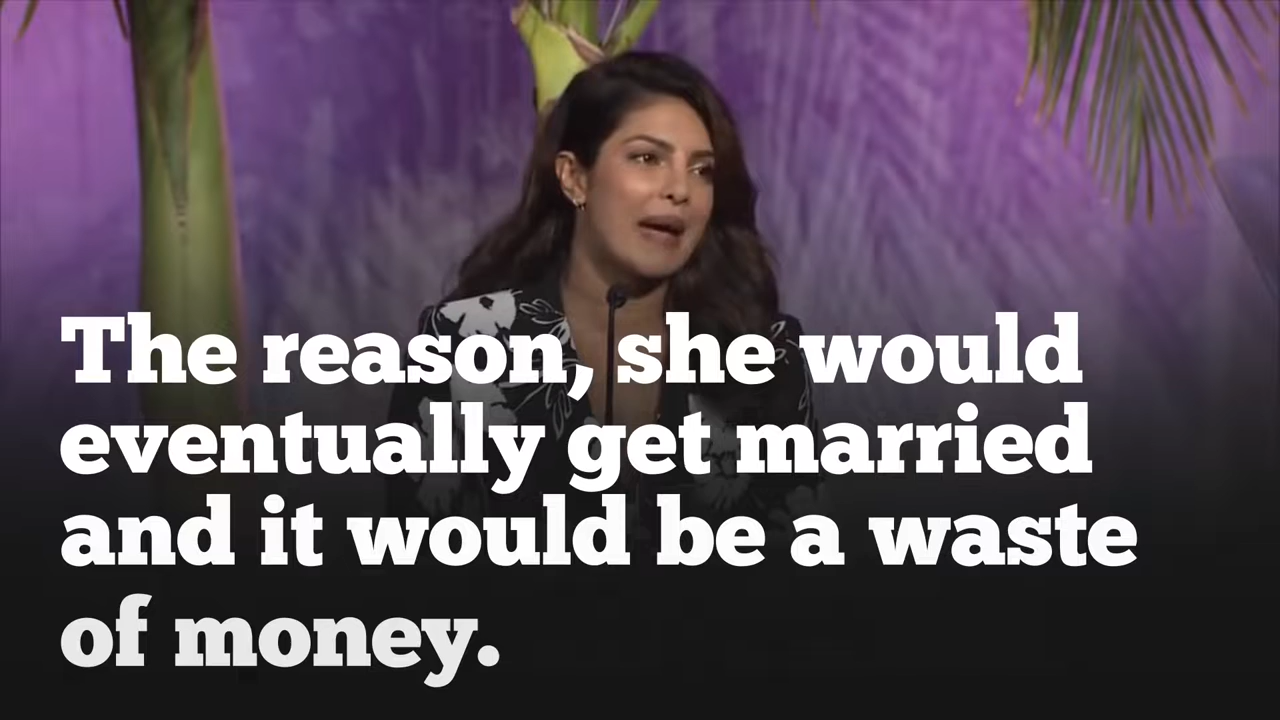 The reason, she would
eventually get married
and it would be a waste
of money.